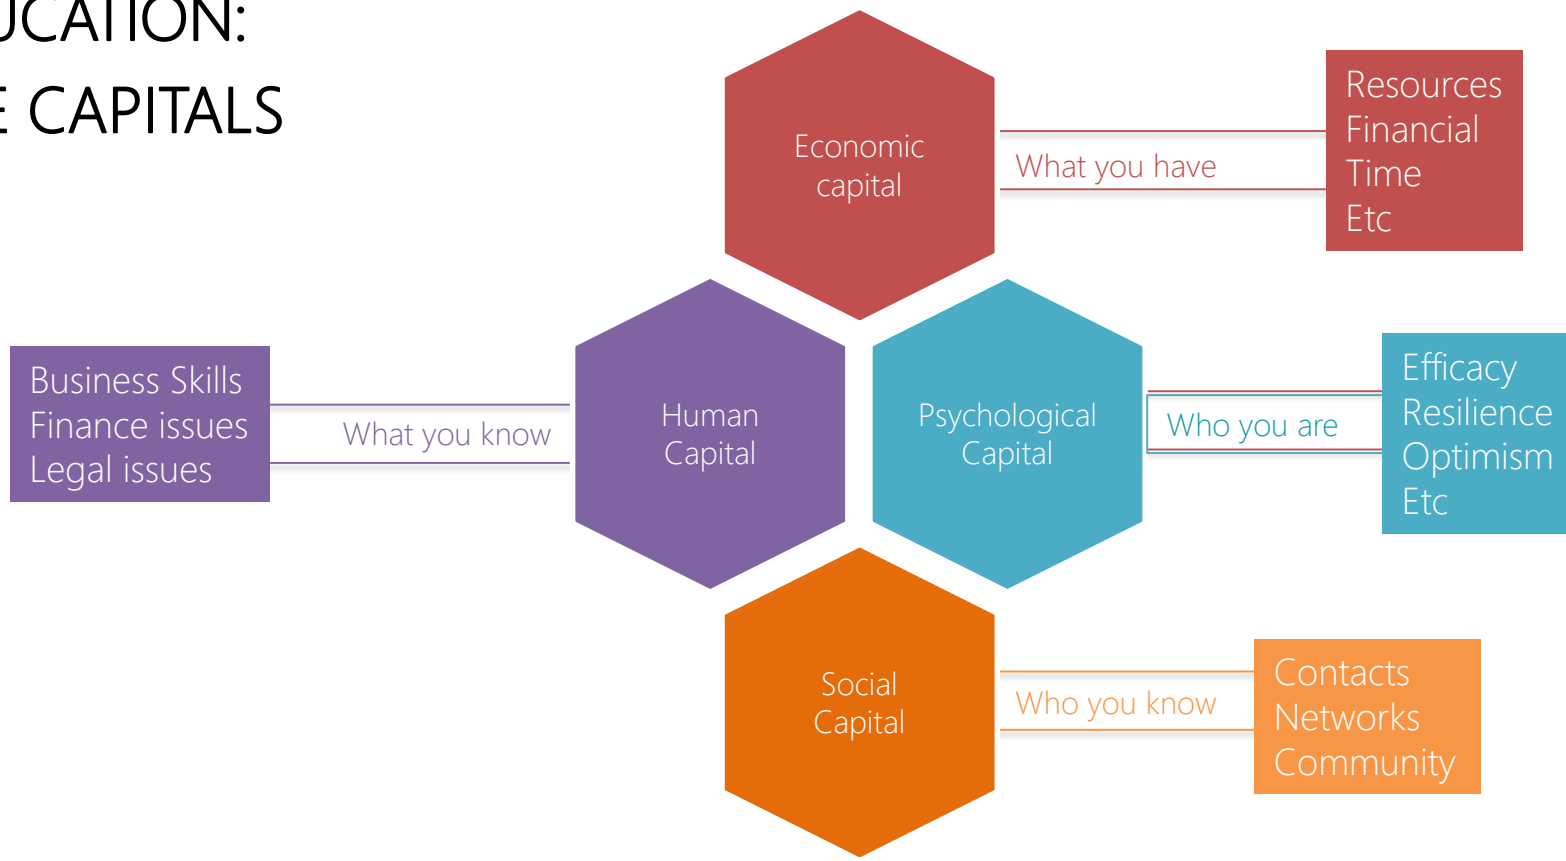 UCATION:
E CAPITALS
Economic
capital
What you have
Resources
Financial
Time
Etc
Business Skills
Finance issues
Legal issues
What you know
Human
Capital
Psychological
Capital
Who you are
Efficacy
Resilience
Optimism
Etc
Social
Capital
Who you know
Contacts
Networks
Community